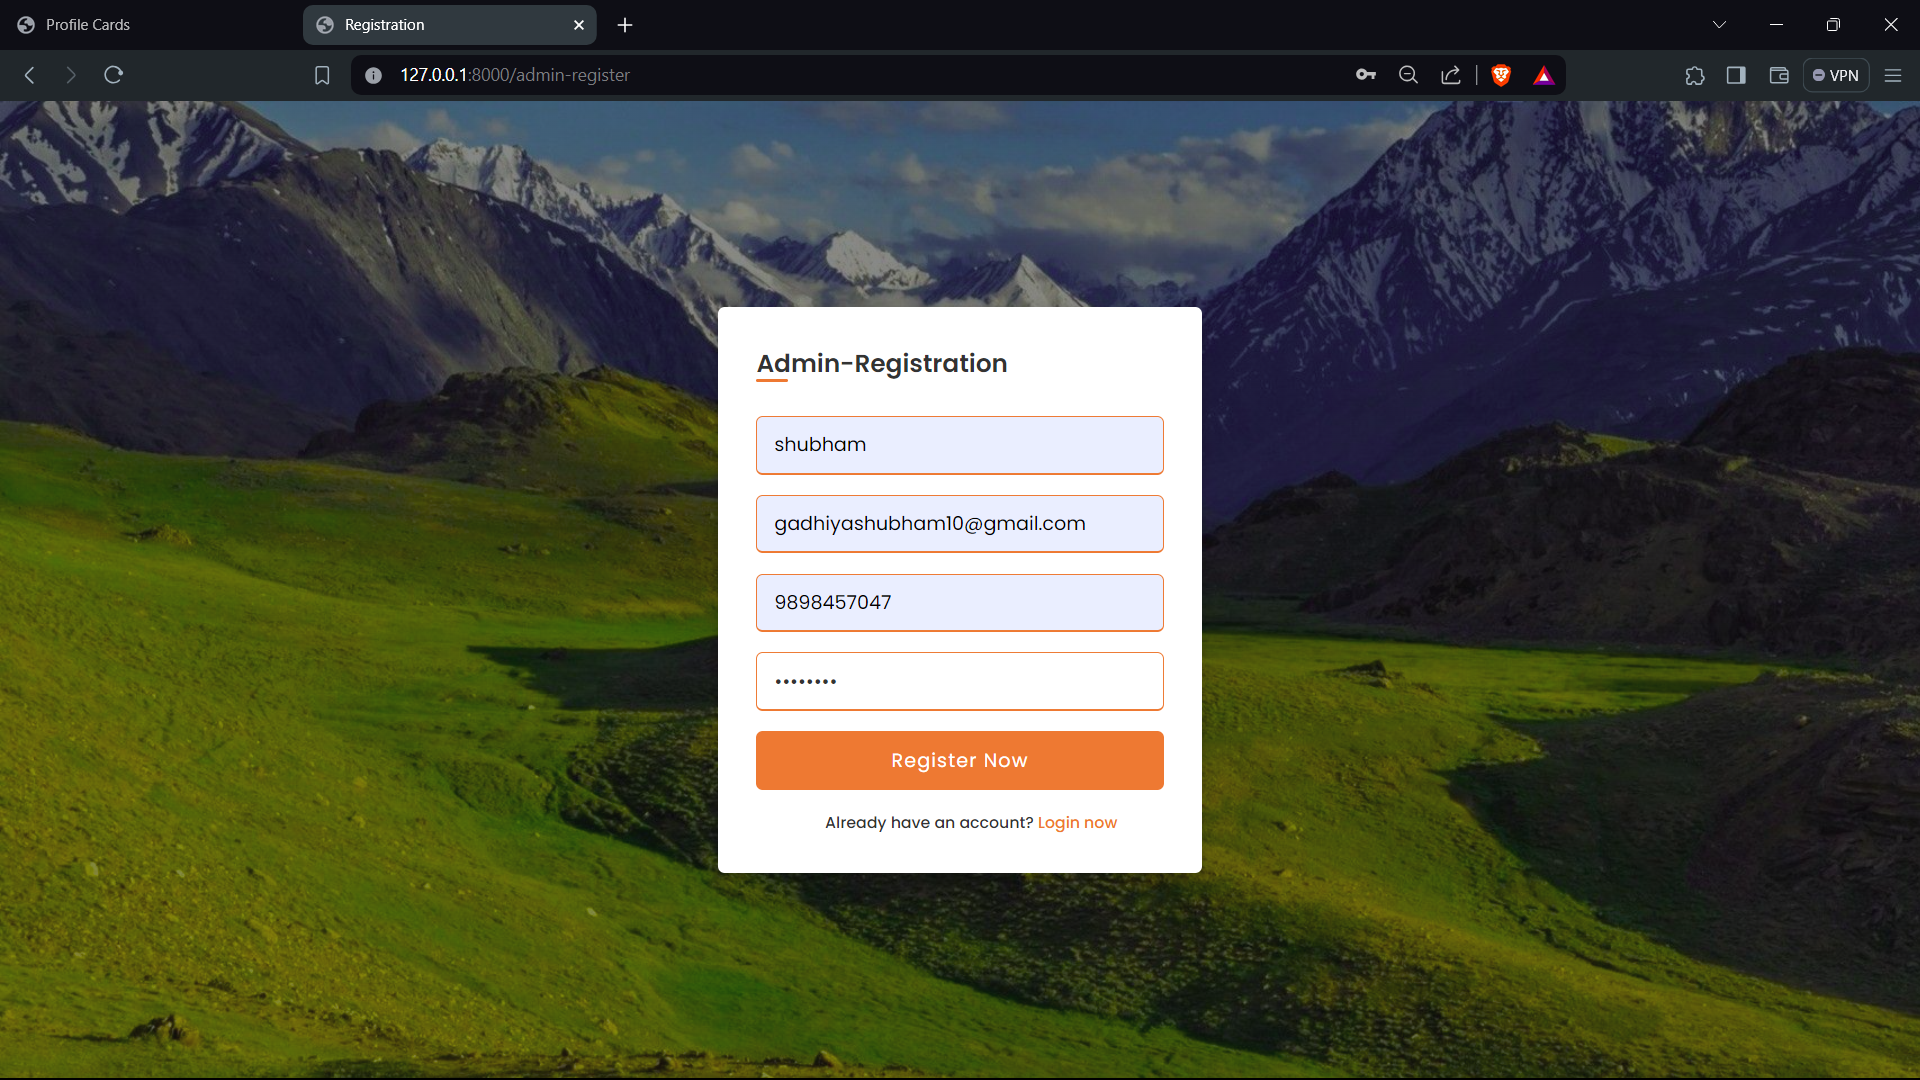 Profile Cards
Registration
127.0.0.1:8000/admin-register
VPN
Admin-Registration
shubham
gadhiyashubham10@gmail.com
9898457047
••••••••
Register Now
Already have an account? Login now